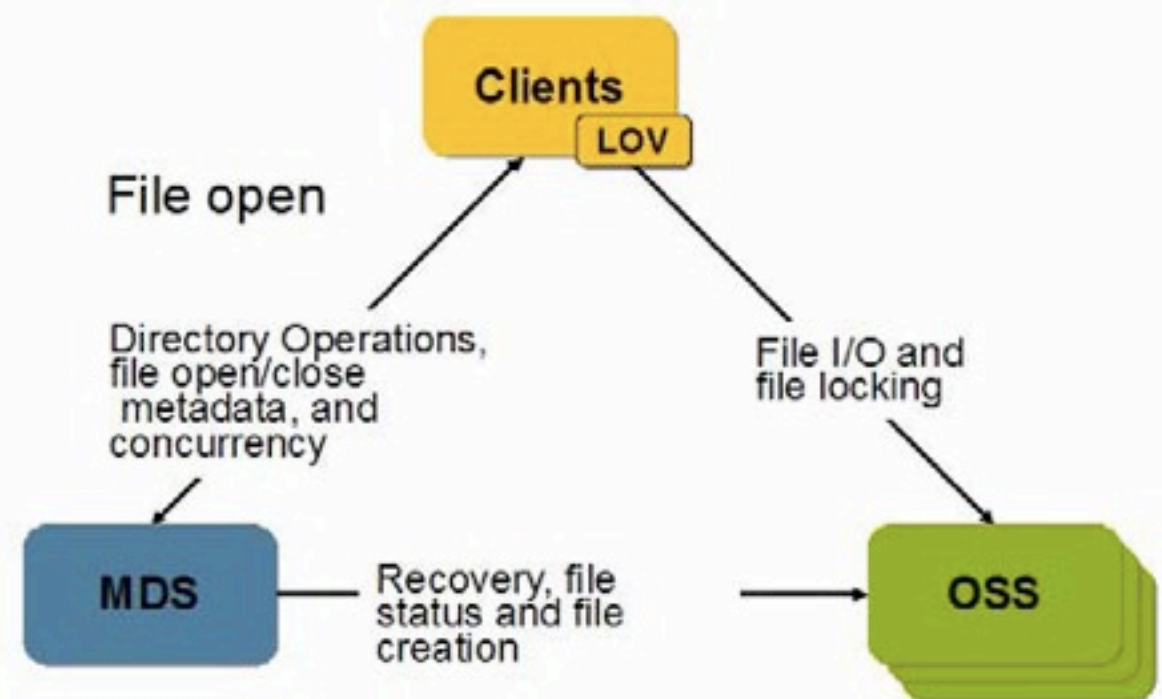 Clients
LOV
File open
Directory Operations,
file open/close
metadata, and
concurrency
File I/O and
file locking
MDS
Recovery, file
status and file
creation
OSS